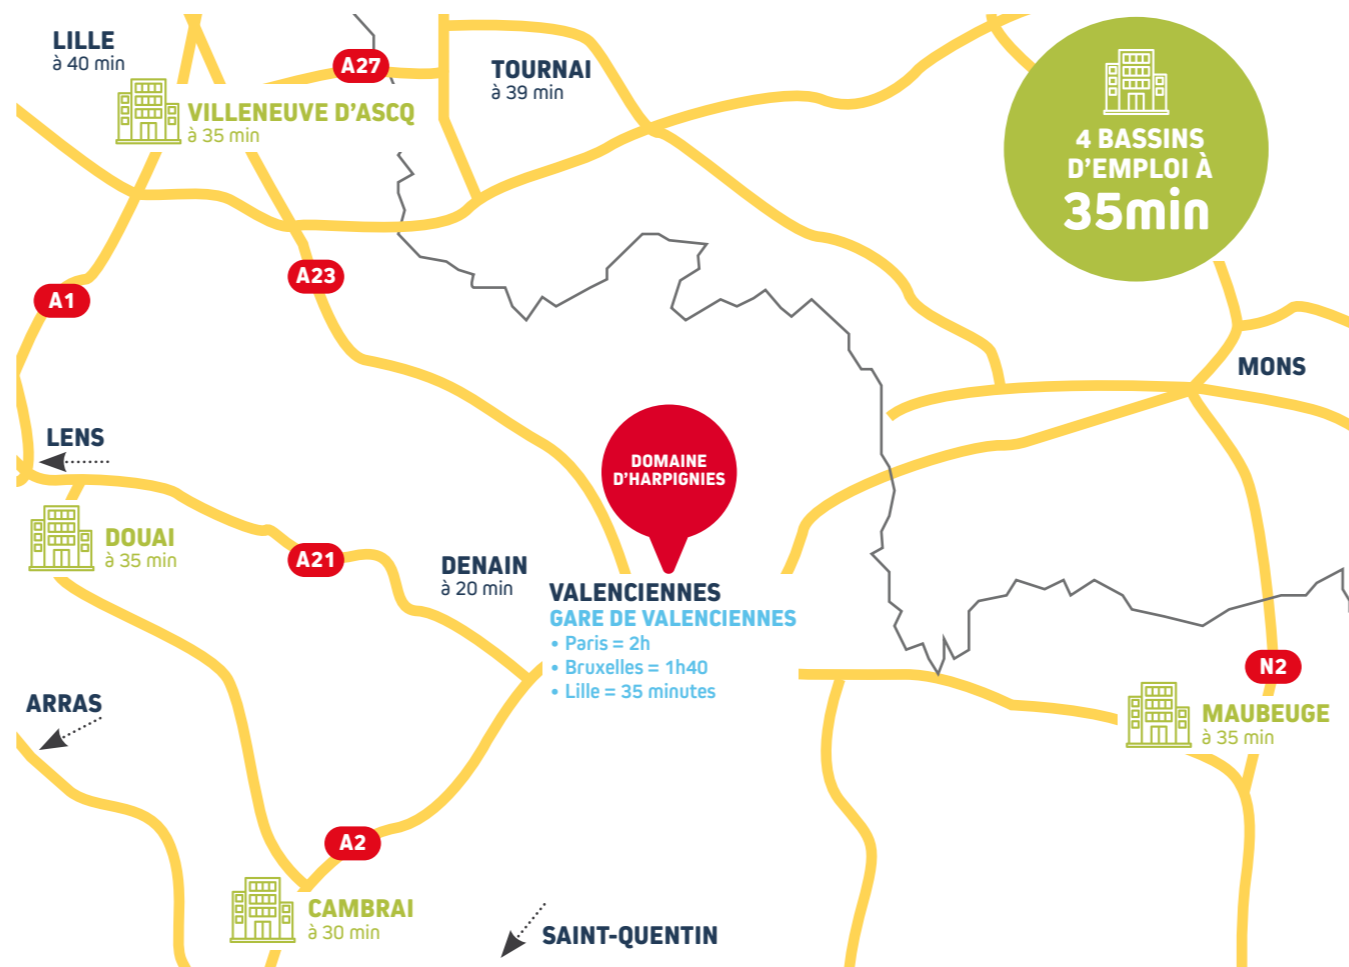 LILLE
à 40 min
A27
TOURNAI
à 39 min
VILLENEUVE D'ASCQ
à 35 min
4 BASSINS
D'EMPLOI À
35min
A23
A1
MONS
LENS
DOMAINE
D'HARPIGNIES
DOUAI
à 35 min
A21
DENAIN
à 20 min
VALENCIENNES
GARE DE VALENCIENNES
• Paris = 2h
• Bruxelles = 1h40
• Lille = 35 minutes
N2
ARRAS
MAUBEUGE
à 35 min
A2
CAMBRAI
à 30 min
SAINT-QUENTIN